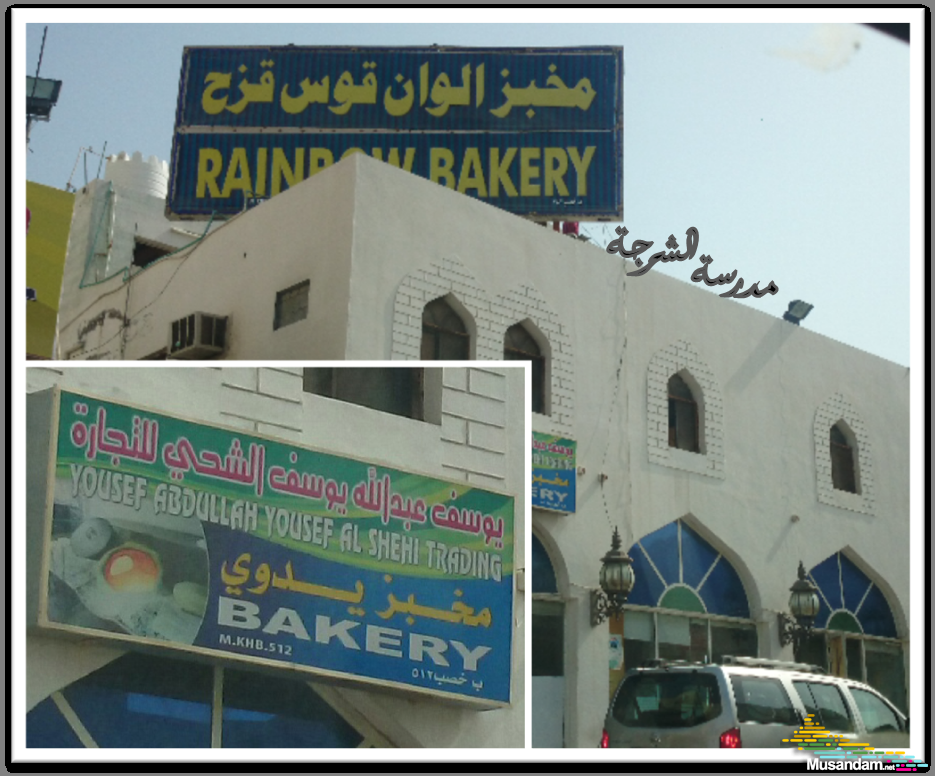 مخبز الوان قوس قزح
RAINBOW BAKERY
مدرسة الشرجة
يوسف عبدالله يوسف الشحي للتجارة
YOUSEF ABDULLAH YOUSEF AL SHEHI TRADING
مخبز يدوي
BAKERY
M.KHB.512
ب خصب ٥١٢
ERY
Musandam.net